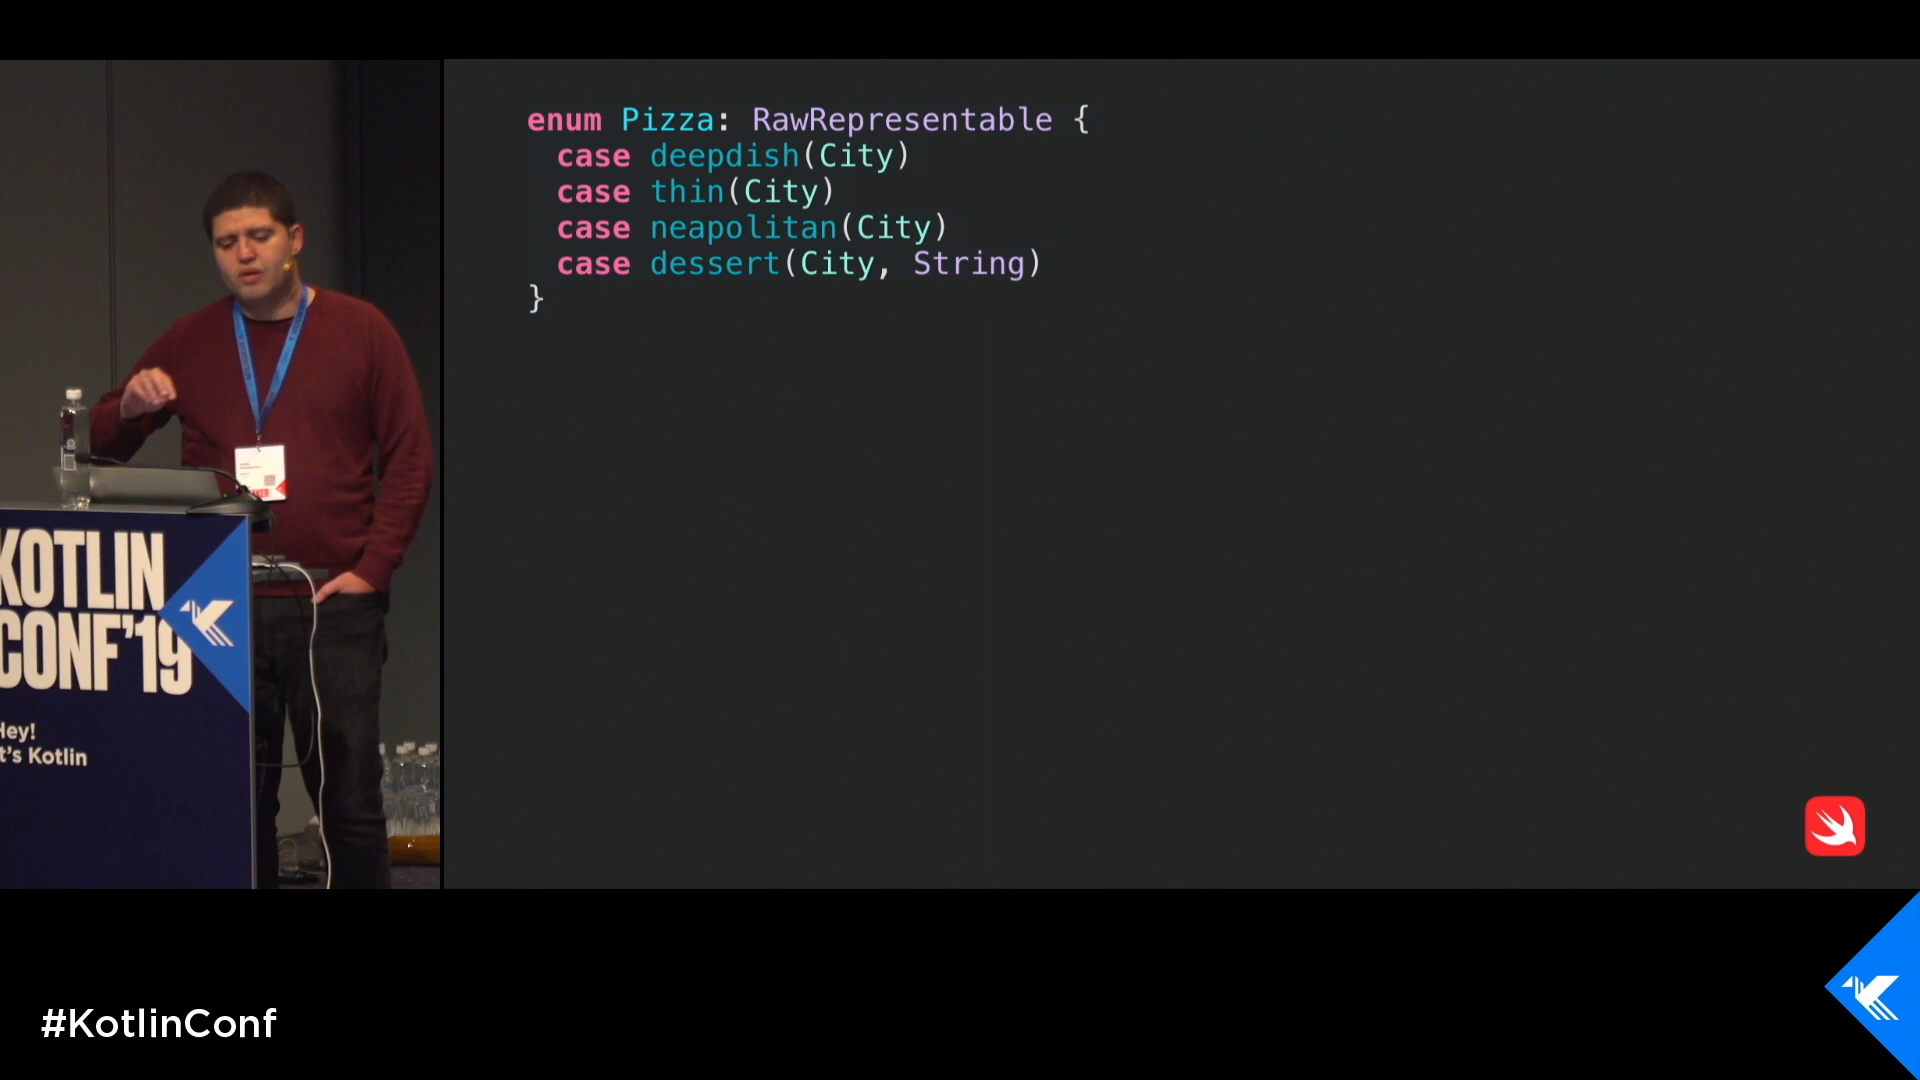 enum Pizza: RawRepresentable {
case deepdish(City)
case thin(City)
case neapolitan(City)
case dessert(City, String)
}
KOTLIN
CONF'19
Hey!
t's Kotlin
#KotlinConf